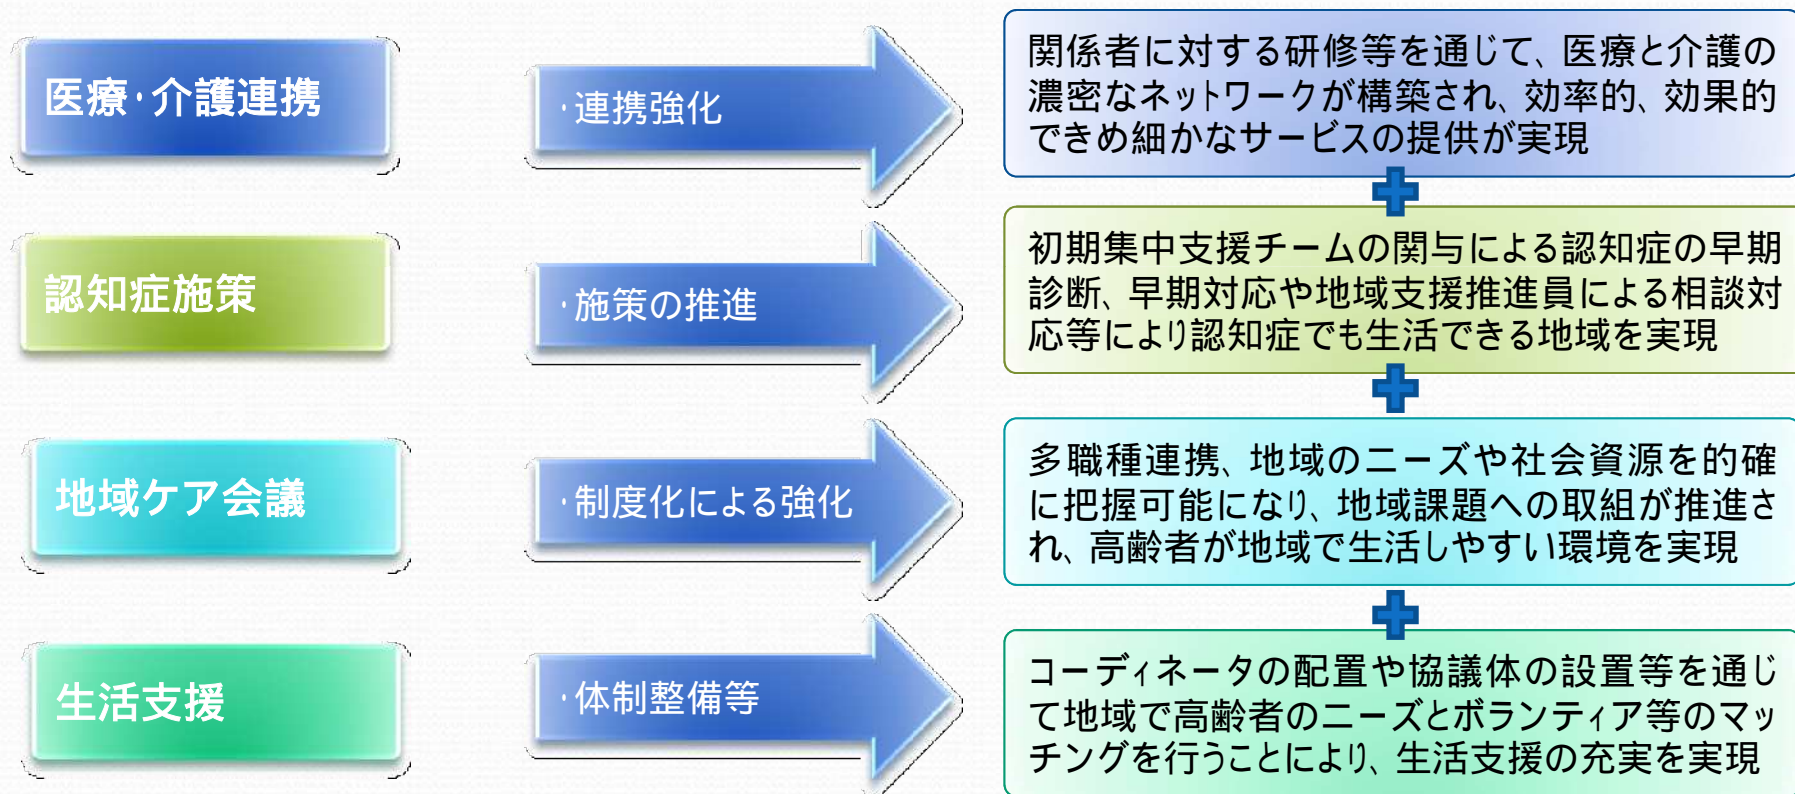 医療・介護連携
・連携強化
関係者に対する研修等を通じて、医療と介護の
濃密なネットワークが構築され、効率的、効果的
できめ細かなサービスの提供が実現
認知症施策
・施策の推進
初期集中支援チームの関与による認知症の早期
診断、早期対応や地域支援推進員による相談対
応等により認知症でも生活できる地域を実現
地域ケア会議
・制度化による強化
多職種連携、地域のニーズや社会資源を的確
に把握可能になり、地域課題への取組が推進さ
れ、高齢者が地域で生活しやすい環境を実現
生活支援
・体制整備等
コーディネータの配置や協議体の設置等を通じ
て地域で高齢者のニーズとボランティア等のマッ
チングを行うことにより、生活支援の充実を実現